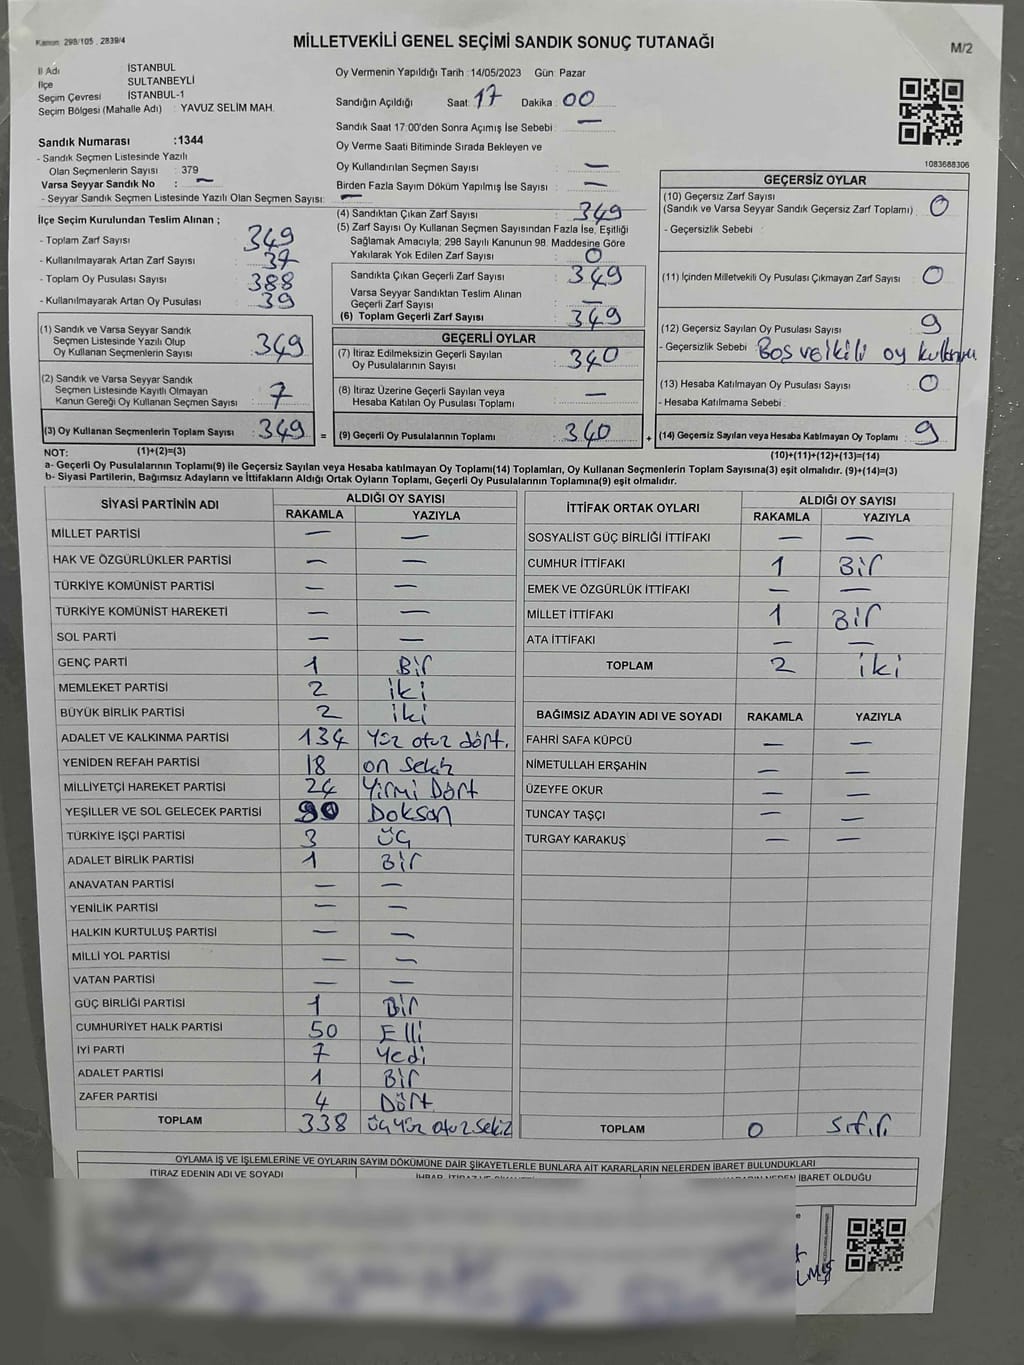 Kanun 298/105 , 2839/4
MİLLETVEKİLİ GENEL SEÇİMİ SANDIK SONUÇ TUTANAĞI
M/2
İl Adı İSTANBUL
İlçe SULTANBEYLİ
Seçim Çevresi İSTANBUL-1
Seçim Bölgesi (Mahalle Adı) : YAVUZ SELİM MAH.
Sandık Numarası :1344
- Sandık Seçmen Listesinde Yazılı
Olan Seçmenlerin Sayısı : 379
Varsa Seyyar Sandık No : —
- Seyyar Sandık Seçmen Listesinde Yazılı Olan Seçmen Sayısı: —
İlçe Seçim Kurulundan Teslim Alınan ;
- Toplam Zarf Sayısı : 349
- Kullanılmayarak Artan Zarf Sayısı : 37
- Toplam Oy Pusulası Sayısı : 388
- Kullanılmayarak Artan Oy Pusulası : 39
(1) Sandık ve Varsa Seyyar Sandık
Seçmen Listesinde Yazılı Olup
Oy Kullanan Seçmenlerin Sayısı : 349
(2) Sandık ve Varsa Seyyar Sandık
Seçmen Listesinde Kayıtlı Olmayan
Kanun Gereği Oy Kullanan Seçmen Sayısı : 7
(3) Oy Kullanan Seçmenlerin Toplam Sayısı : 349 =
Oy Vermenin Yapıldığı Tarih : 14/05/2023 Gün: Pazar
Sandığın Açıldığı Saat : 17 Dakika : 00
Sandık Saat 17:00'den Sonra Açımış İse Sebebi : —
Oy Verme Saati Bitiminde Sırada Bekleyen ve
Oy Kullandırılan Seçmen Sayısı : —
Birden Fazla Sayım Döküm Yapılmış İse Sayısı : —
(4) Sandıktan Çıkan Zarf Sayısı : 349
(5) Zarf Sayısı Oy Kullanan Seçmen Sayısından Fazla İse, Eşitliği
Sağlamak Amacıyla; 298 Sayılı Kanunun 98. Maddesine Göre
Yakılarak Yok Edilen Zarf Sayısı : 0
Sandıkta Çıkan Geçerli Zarf Sayısı : 349
Varsa Seyyar Sandıktan Teslim Alınan
Geçerli Zarf Sayısı : —
(6) Toplam Geçerli Zarf Sayısı : 349
GEÇERLİ OYLAR
(7) İtiraz Edilmeksizin Geçerli Sayılan
Oy Pusulalarının Sayısı : 340
(8) İtiraz Üzerine Geçerli Sayılan veya
Hesaba Katılan Oy Pusulası Toplamı : —
(9) Geçerli Oy Pusulalarının Toplamı : 340 +
1083688306
GEÇERSİZ OYLAR
(10) Geçersiz Zarf Sayısı
(Sandık ve Varsa Seyyar Sandık Geçersiz Zarf Toplamı) : 0
- Geçersizlik Sebebi :
(11) İçinden Milletvekili Oy Pusulası Çıkmayan Zarf Sayısı : 0
(12) Geçersiz Sayılan Oy Pusulası Sayısı : 9
- Geçersizlik Sebebi :
(13) Hesaba Katılmayan Oy Pusulası Sayısı : 0
- Hesaba Katılmama Sebebi :
(14) Geçersiz Sayılan veya Hesaba Katılmayan Oy Toplamı : 9
NOT: (1)+(2)=(3) (10)+(11)+(12)+(13)=(14)
a- Geçerli Oy Pusulalarının Toplamı(9) ile Geçersiz Sayılan veya Hesaba katılmayan Oy Toplamı(14) Toplamları, Oy Kullanan Seçmenlerin Toplam Sayısına(3) eşit olmalıdır. (9)+(14)=(3)
b- Siyasi Partilerin, Bağımsız Adayların ve İttifakların Aldığı Ortak Oyların Toplamı, Geçerli Oy Pusulalarının Toplamına(9) eşit olmalıdır.
SİYASİ PARTİNİN ADI ALDIĞI OY SAYISI
RAKAMLA YAZIYLA
MİLLET PARTİSİ — —
HAK VE ÖZGÜRLÜKLER PARTİSİ — —
TÜRKİYE KOMÜNİST PARTİSİ — —
TÜRKİYE KOMÜNİST HAREKETİ — —
SOL PARTİ — —
GENÇ PARTİ 1 Bir
MEMLEKET PARTİSİ 2 iki
BÜYÜK BİRLİK PARTİSİ 2 iki
ADALET VE KALKINMA PARTİSİ 134 Yüz otuz dört.
YENİDEN REFAH PARTİSİ 18 on sekiz
MİLLİYETÇİ HAREKET PARTİSİ 24 Yirmi Dört
YEŞİLLER VE SOL GELECEK PARTİSİ 90 Doksan
TÜRKİYE İŞÇİ PARTİSİ 3 üç
ADALET BİRLİK PARTİSİ 1 Bir
ANAVATAN PARTİSİ — —
YENİLİK PARTİSİ — —
HALKIN KURTULUŞ PARTİSİ — —
MİLLİ YOL PARTİSİ — —
VATAN PARTİSİ — —
GÜÇ BİRLİĞİ PARTİSİ 1 Bir
CUMHURİYET HALK PARTİSİ 50 Elli
İYİ PARTİ 7 Yedi
ADALET PARTİSİ 1 Bir
ZAFER PARTİSİ 4 Dört
TOPLAM 338 üçyüz otuz sekiz
İTTİFAK ORTAK OYLARI ALDIĞI OY SAYISI
RAKAMLA YAZIYLA
SOSYALİST GÜÇ BİRLİĞİ İTTİFAKI — —
CUMHUR İTTİFAKI 1 Bir
EMEK VE ÖZGÜRLÜK İTTİFAKI — —
MİLLET İTTİFAKI 1 Bir
ATA İTTİFAKI — —
TOPLAM 2 iki
BAĞIMSIZ ADAYIN ADI VE SOYADI RAKAMLA YAZIYLA
FAHRİ SAFA KÜPCÜ — —
NİMETULLAH ERŞAHİN — —
ÜZEYFE OKUR — —
TUNCAY TAŞÇI — —
TURGAY KARAKUŞ — —
TOPLAM 0 sıfır
OYLAMA İŞ VE İŞLEMLERİNE VE OYLARIN SAYIM DÖKÜMÜNE DAİR ŞİKAYETLERLE BUNLARA AİT KARARLARIN NELERDEN İBARET BULUNDUKLARI
İTİRAZ EDENİN ADI VE SOYADI
İBARET OLDUĞU